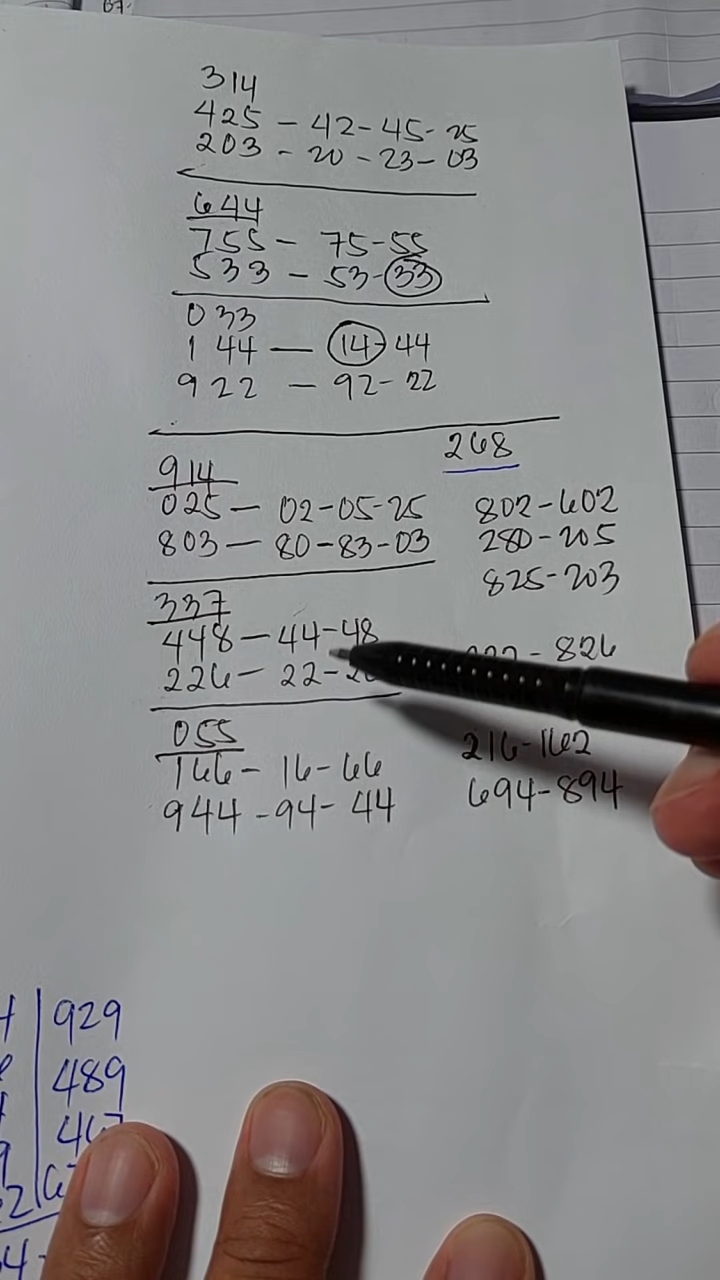 314
425 - 42 - 45 - 25
203 - 20 - 23 - 03
644
755 - 75 - 55
533 - 53 - 33
033
144 - 14 - 44
922 - 92 - 22
268
914
025 - 02 - 05 - 25
803 - 80 - 83 - 03
802 - 602
280 - 205
825 - 203
337
448 - 44 - 48
226 - 22 -
- 826
055
166 - 16 - 66
944 - 94 - 44
216 - 162
694 - 894
929
489